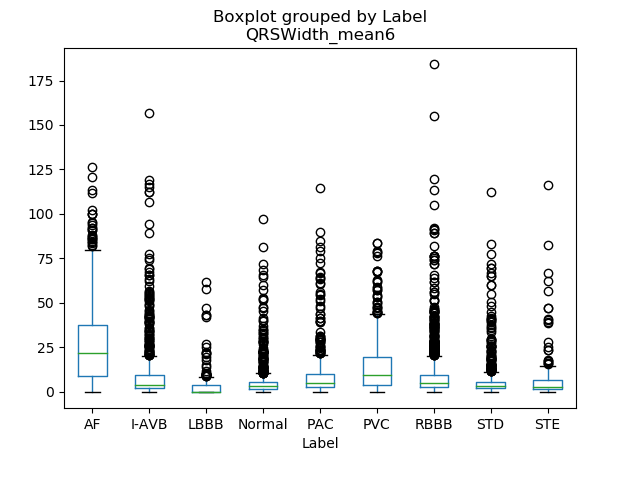 Boxplot grouped by Label
QRSWidth_mean6
175
150
125
100
75
50
25
0
AF I-AVB LBBB Normal PAC PVC RBBB STD STE
Label